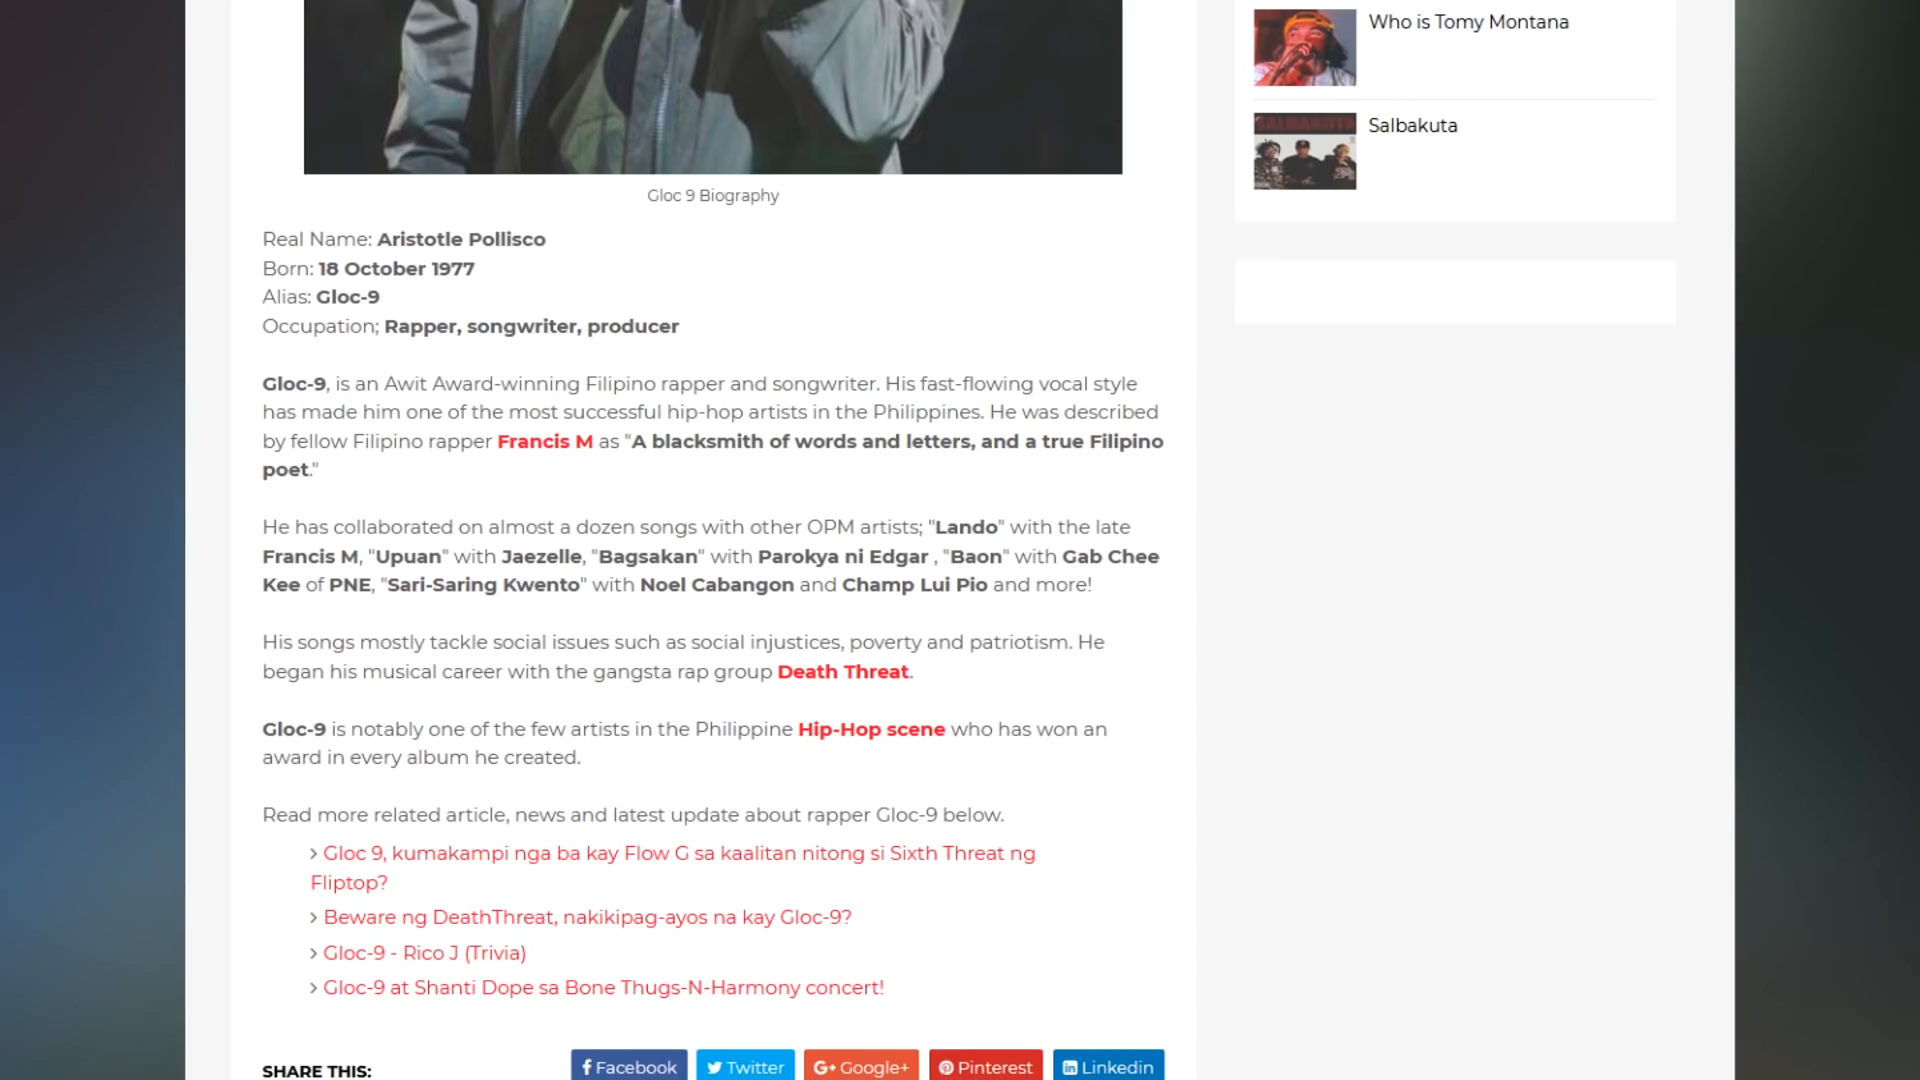 Who is Tomy Montana
Salbakuta
Gloc 9 Biography
Real Name: Aristotle Pollisco
Born: 18 October 1977
Alias: Gloc-9
Occupation; Rapper, songwriter, producer
Gloc-9, is an Awit Award-winning Filipino rapper and songwriter. His fast-flowing vocal style
has made him one of the most successful hip-hop artists in the Philippines. He was described
by fellow Filipino rapper Francis M as "A blacksmith of words and letters, and a true Filipino
poet."
He has collaborated on almost a dozen songs with other OPM artists; "Lando" with the late
Francis M, "Upuan" with Jaezelle, "Bagsakan" with Parokya ni Edgar , "Baon" with Gab Chee
Kee of PNE, "Sari-Saring Kwento" with Noel Cabangon and Champ Lui Pio and more!
His songs mostly tackle social issues such as social injustices, poverty and patriotism. He
began his musical career with the gangsta rap group Death Threat.
Gloc-9 is notably one of the few artists in the Philippine Hip-Hop scene who has won an
award in every album he created.
Read more related article, news and latest update about rapper Gloc-9 below.
> Gloc 9, kumakampi nga ba kay Flow G sa kaalitan nitong si Sixth Threat ng
Fliptop?
> Beware ng DeathThreat, nakikipag-ayos na kay Gloc-9?
> Gloc-9 - Rico J (Trivia)
> Gloc-9 at Shanti Dope sa Bone Thugs-N-Harmony concert!
SHARE THIS: Facebook Twitter Google+ Pinterest Linkedin